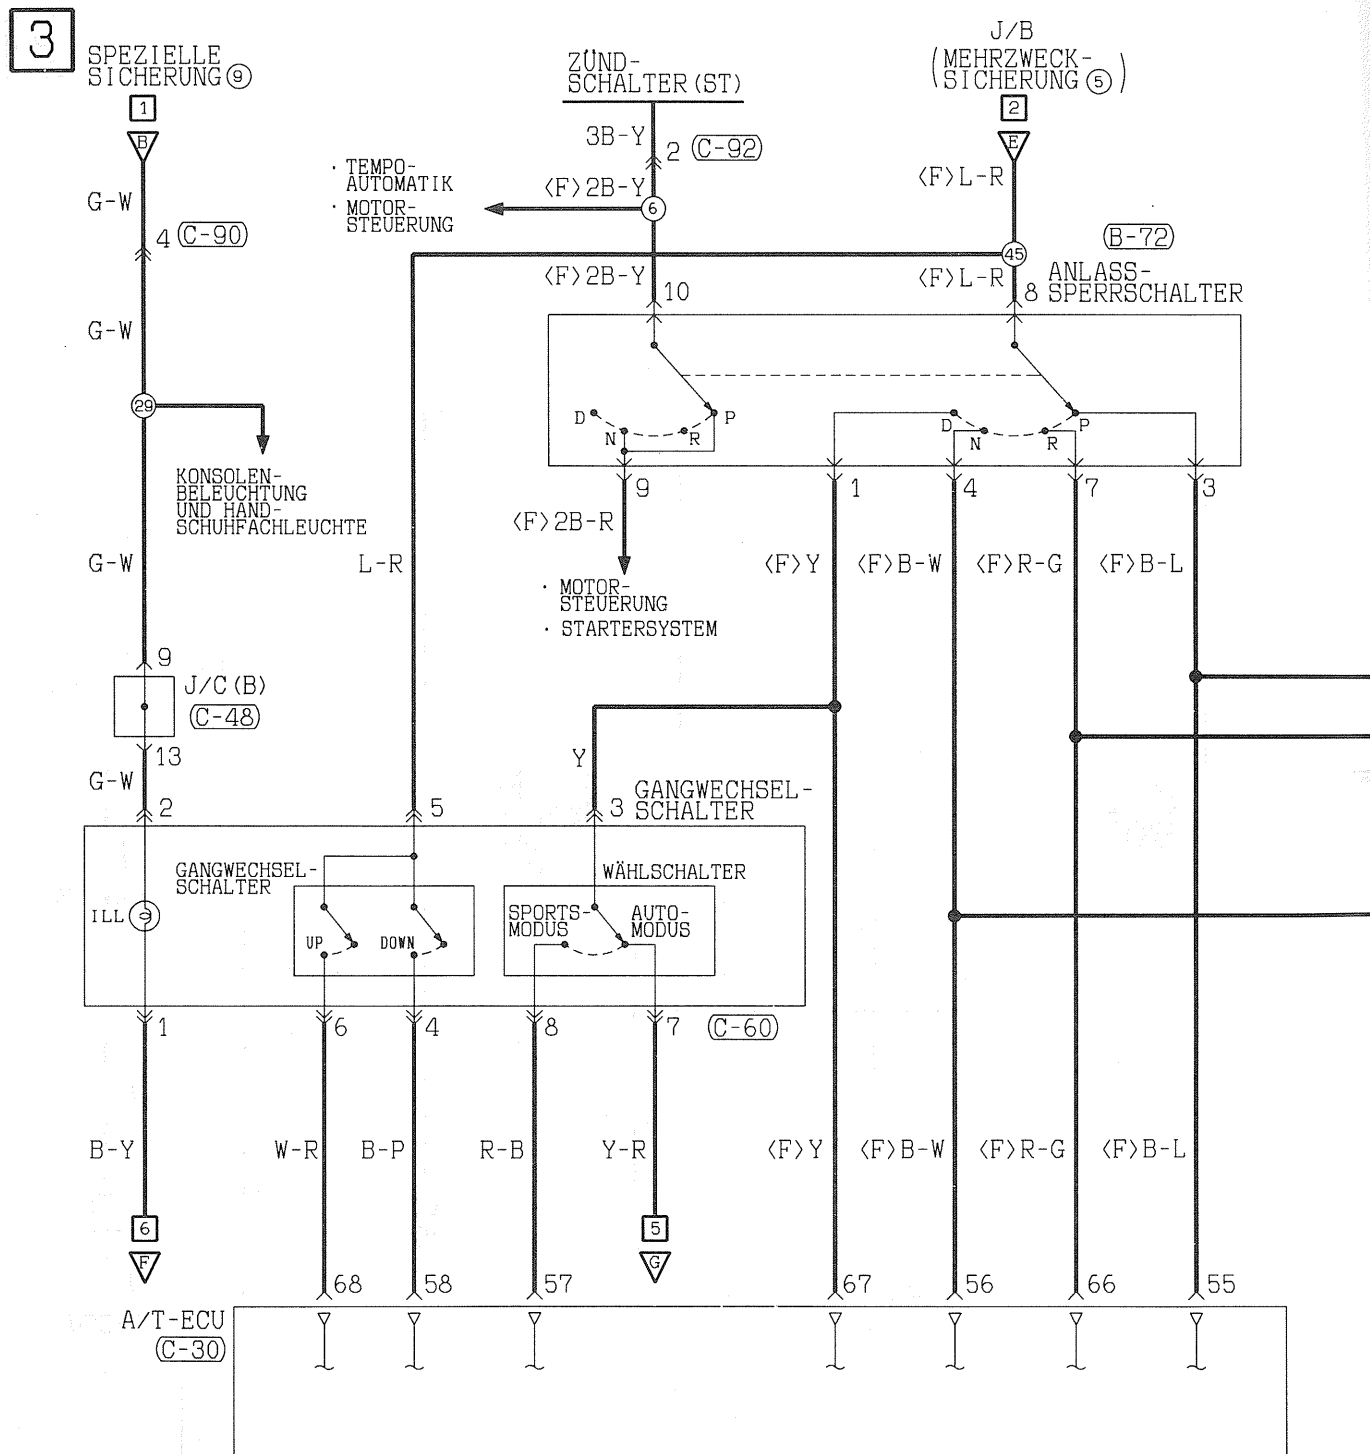 3
SPEZIELLE
SICHERUNG 9
1
B
G-W
4 (C-90)
G-W
29
KONSOLEN-
BELEUCHTUNG
UND HAND-
SCHUHFACHLEUCHTE
G-W
9
J/C (B)
(C-48)
13
G-W
2
ZÜND-
SCHALTER (ST)
3B-Y
2 (C-92)
· TEMPO-
AUTOMATIK
· MOTOR-
STEUERUNG
<F>2B-Y
6
<F>2B-Y
10
J/B
(MEHRZWECK-
SICHERUNG 5)
2
E
<F>L-R
45
(B-72)
<F>L-R
8 ANLASS-
SPERRSCHALTER
D N R P
D N R P
9 1 4 7 3
<F>2B-R
· MOTOR-
STEUERUNG
· STARTERSYSTEM
L-R
<F>Y <F>B-W <F>R-G <F>B-L
Y
5
3
GANGWECHSEL-
SCHALTER
GANGWECHSEL-
SCHALTER
WÄHLSCHALTER
ILL
UP DOWN
SPORTS-
MODUS
AUTO-
MODUS
1 6 4 8 7 (C-60)
B-Y W-R B-P R-B Y-R <F>Y <F>B-W <F>R-G <F>B-L
6
F
5
G
68 58 57 67 56 66 55
A/T-ECU
(C-30)